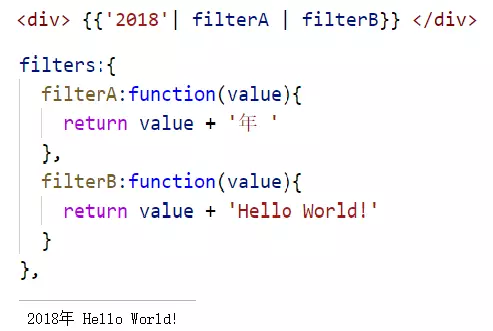 <div> {{'2018'| filterA | filterB}} </div>
filters:{
filterA:function(value){
return value + '年 '
},
filterB:function(value){
return value + 'Hello World!'
}
},
2018年 Hello World!